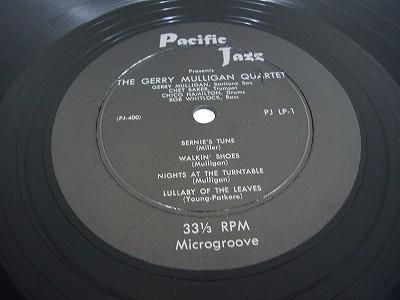 Pacific
Jazz
Presents
THE GERRY MULLIGAN QUARTET
GERRY MULLIGAN, Baritone Sax
CHET BAKER, Trumpet
CHICO HAMILTON, Drums
BOB WHITLOCK, Bass
(PJ-400) PJ LP-1
BERNIE'S TUNE
(Miller)
WALKIN' SHOES
(Mulligan)
NIGHTS AT THE TURNTABLE
(Mulligan)
LULLABY OF THE LEAVES
(Young-Patkere)
33⅓ RPM
Microgroove